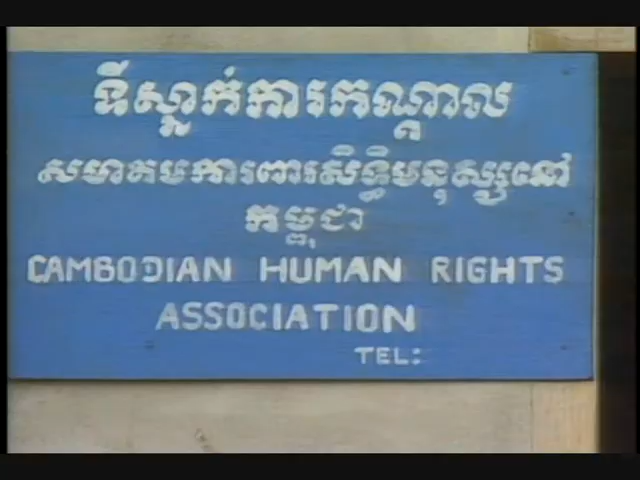 ទីស្នាក់ការកណ្ដាល
សមាគមការពារសិទ្ធិមនុស្សនៅ
កម្ពុជា
CAMBODIAN HUMAN RIGHTS
ASSOCIATION
TEL: